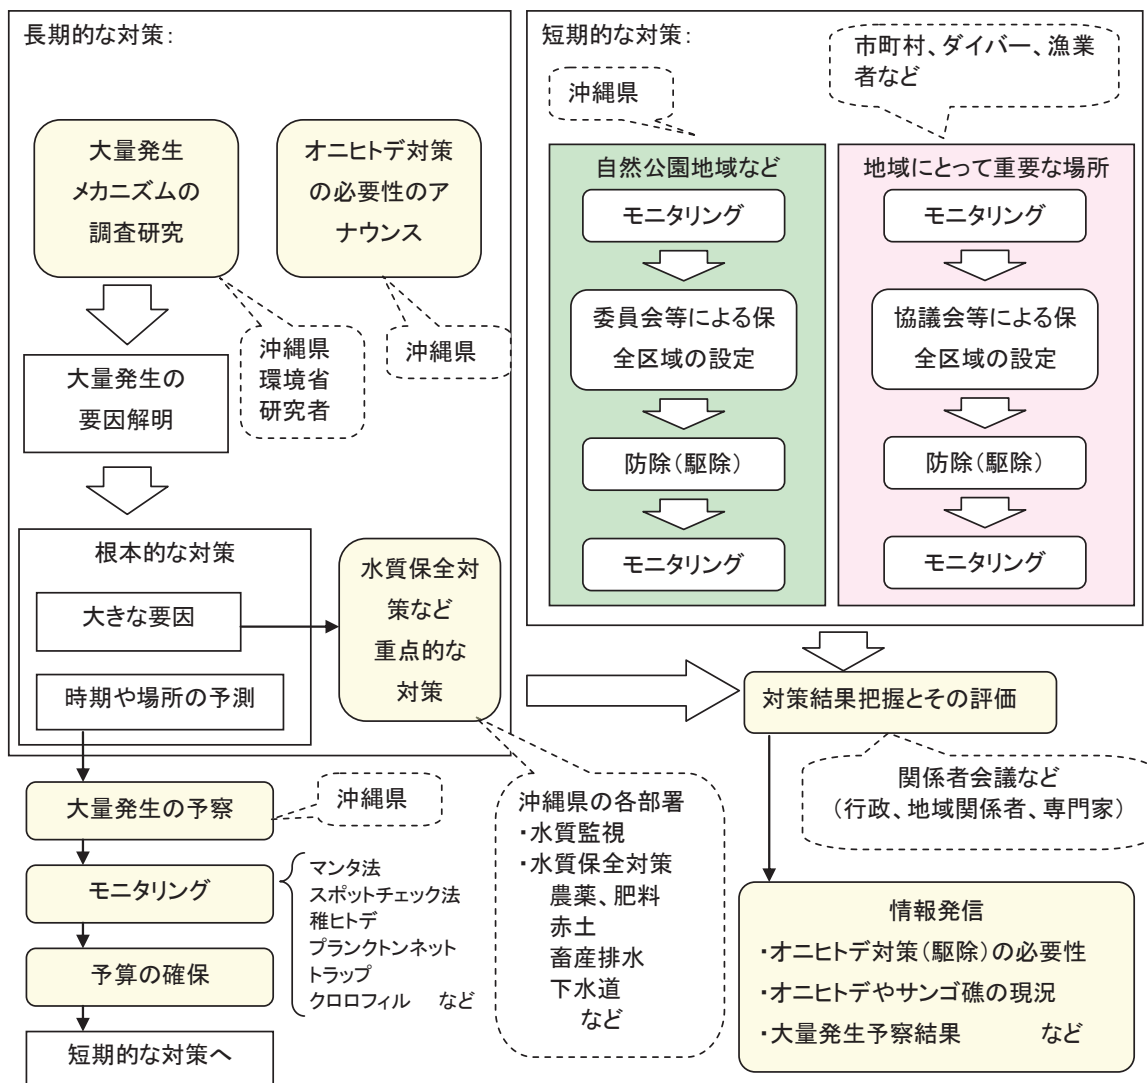 長期的な対策：
大量発生
メカニズムの
調査研究
オニヒトデ対策
の必要性のア
ナウンス
沖縄県
環境省
研究者
沖縄県
大量発生の
要因解明
根本的な対策
大きな要因
時期や場所の予測
水質保全対
策など
重点的な
対策
大量発生の予察
沖縄県
モニタリング
マンタ法
スポットチェック法
稚ヒトデ
プランクトンネット
トラップ
クロロフィル　など
予算の確保
短期的な対策へ
沖縄県の各部署
・水質監視
・水質保全対策
農薬、肥料
赤土
畜産排水
下水道
など
短期的な対策：
沖縄県
市町村、ダイバー、漁業
者など
自然公園地域など
モニタリング
委員会等による保
全区域の設定
防除（駆除）
モニタリング
地域にとって重要な場所
モニタリング
協議会等による保
全区域の設定
防除（駆除）
モニタリング
対策結果把握とその評価
関係者会議など
（行政、地域関係者、専門家）
情報発信
・オニヒトデ対策（駆除）の必要性
・オニヒトデやサンゴ礁の現況
・大量発生予察結果　など